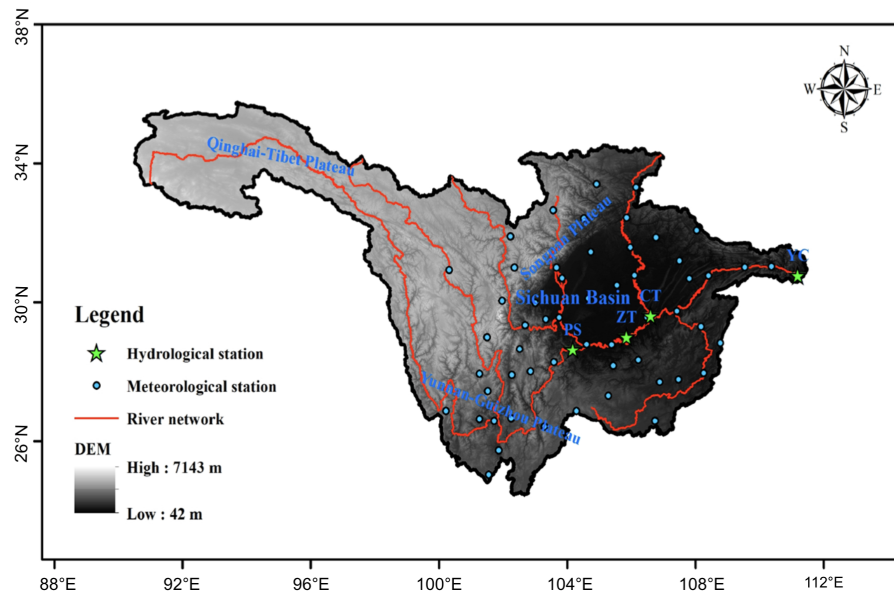 38°N
34°N
30°N
26°N
N
W
E
S
Qinghai-Tibet Plateau
Songpan Plateau
YC
Sichuan Basin
CT
ZT
PS
Yunnan-Guizhou Plateau
Legend
Hydrological station
Meteorological station
River network
DEM
High : 7143 m
Low : 42 m
88°E
92°E
96°E
100°E
104°E
108°E
112°E